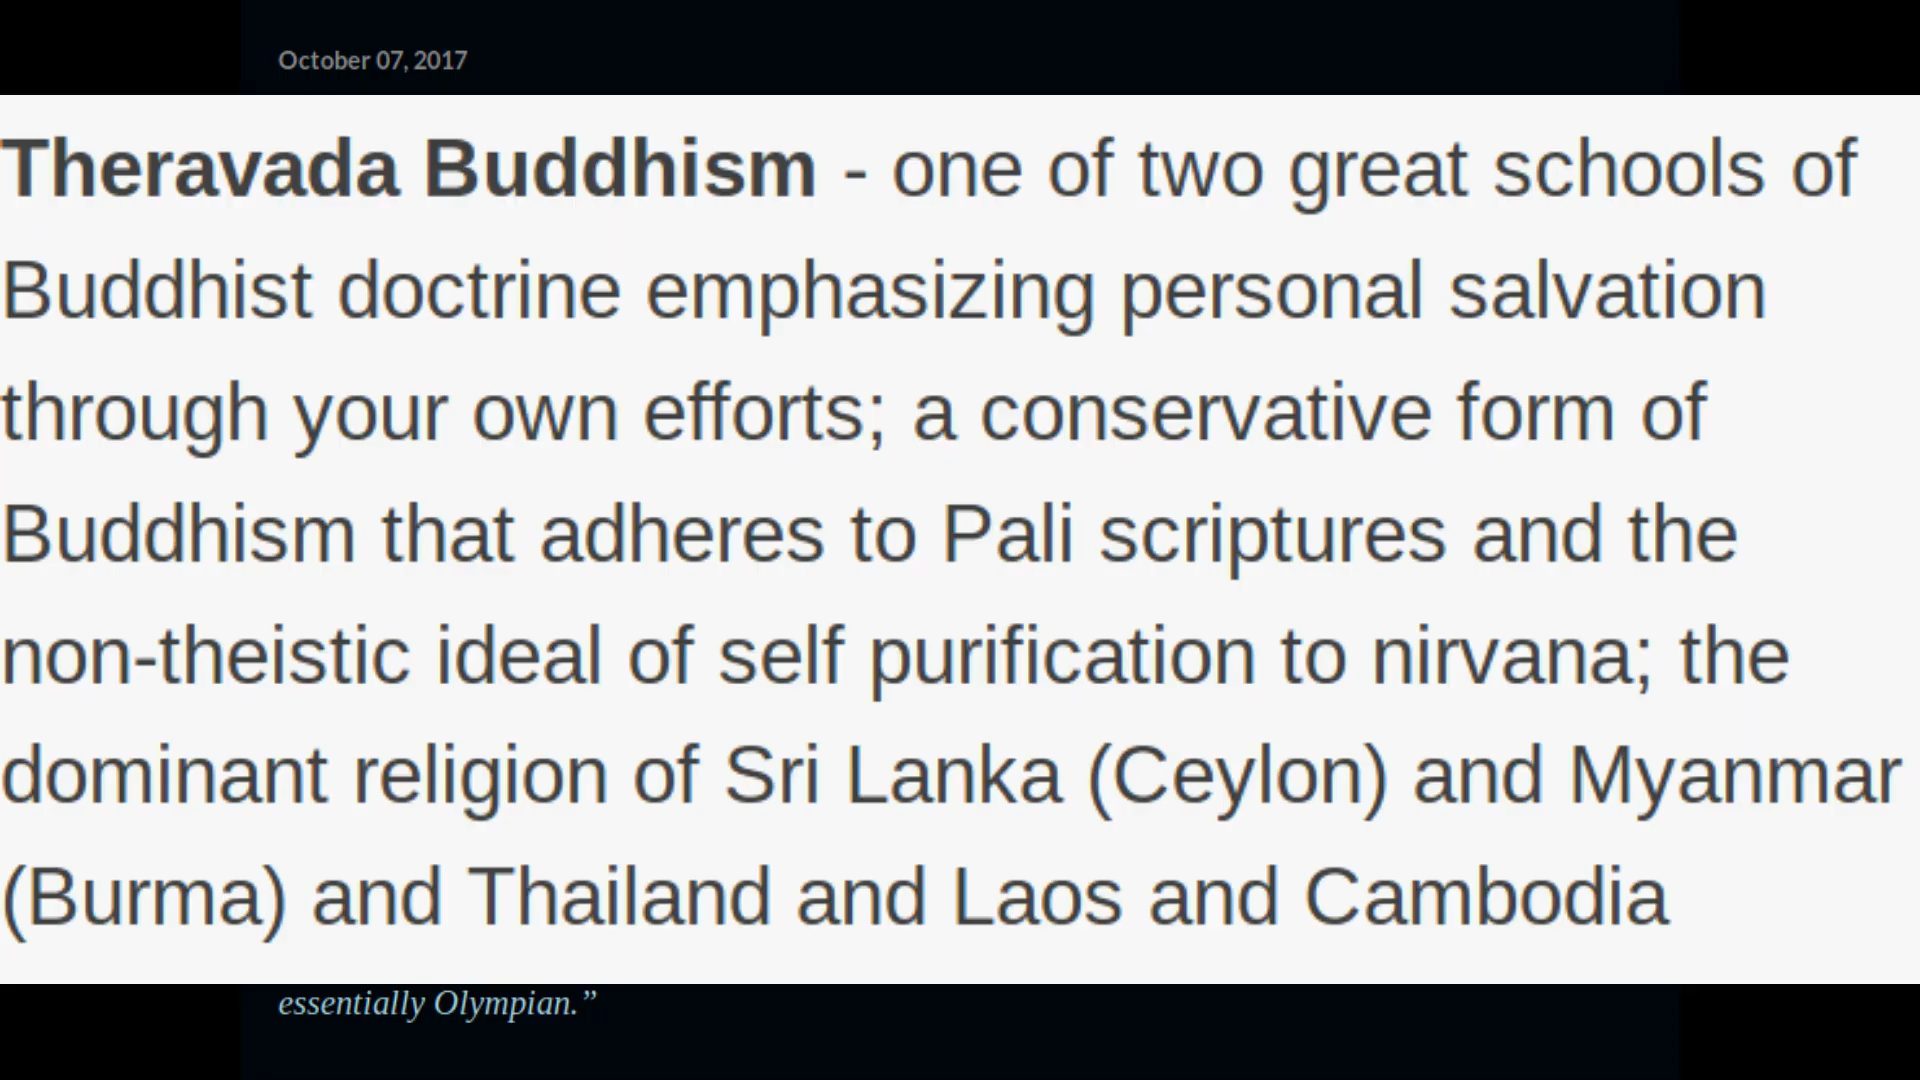 October 07, 2017
Theravada Buddhism - one of two great schools of
Buddhist doctrine emphasizing personal salvation
through your own efforts; a conservative form of
Buddhism that adheres to Pali scriptures and the
non-theistic ideal of self purification to nirvana; the
dominant religion of Sri Lanka (Ceylon) and Myanmar
(Burma) and Thailand and Laos and Cambodia
essentially Olympian.”